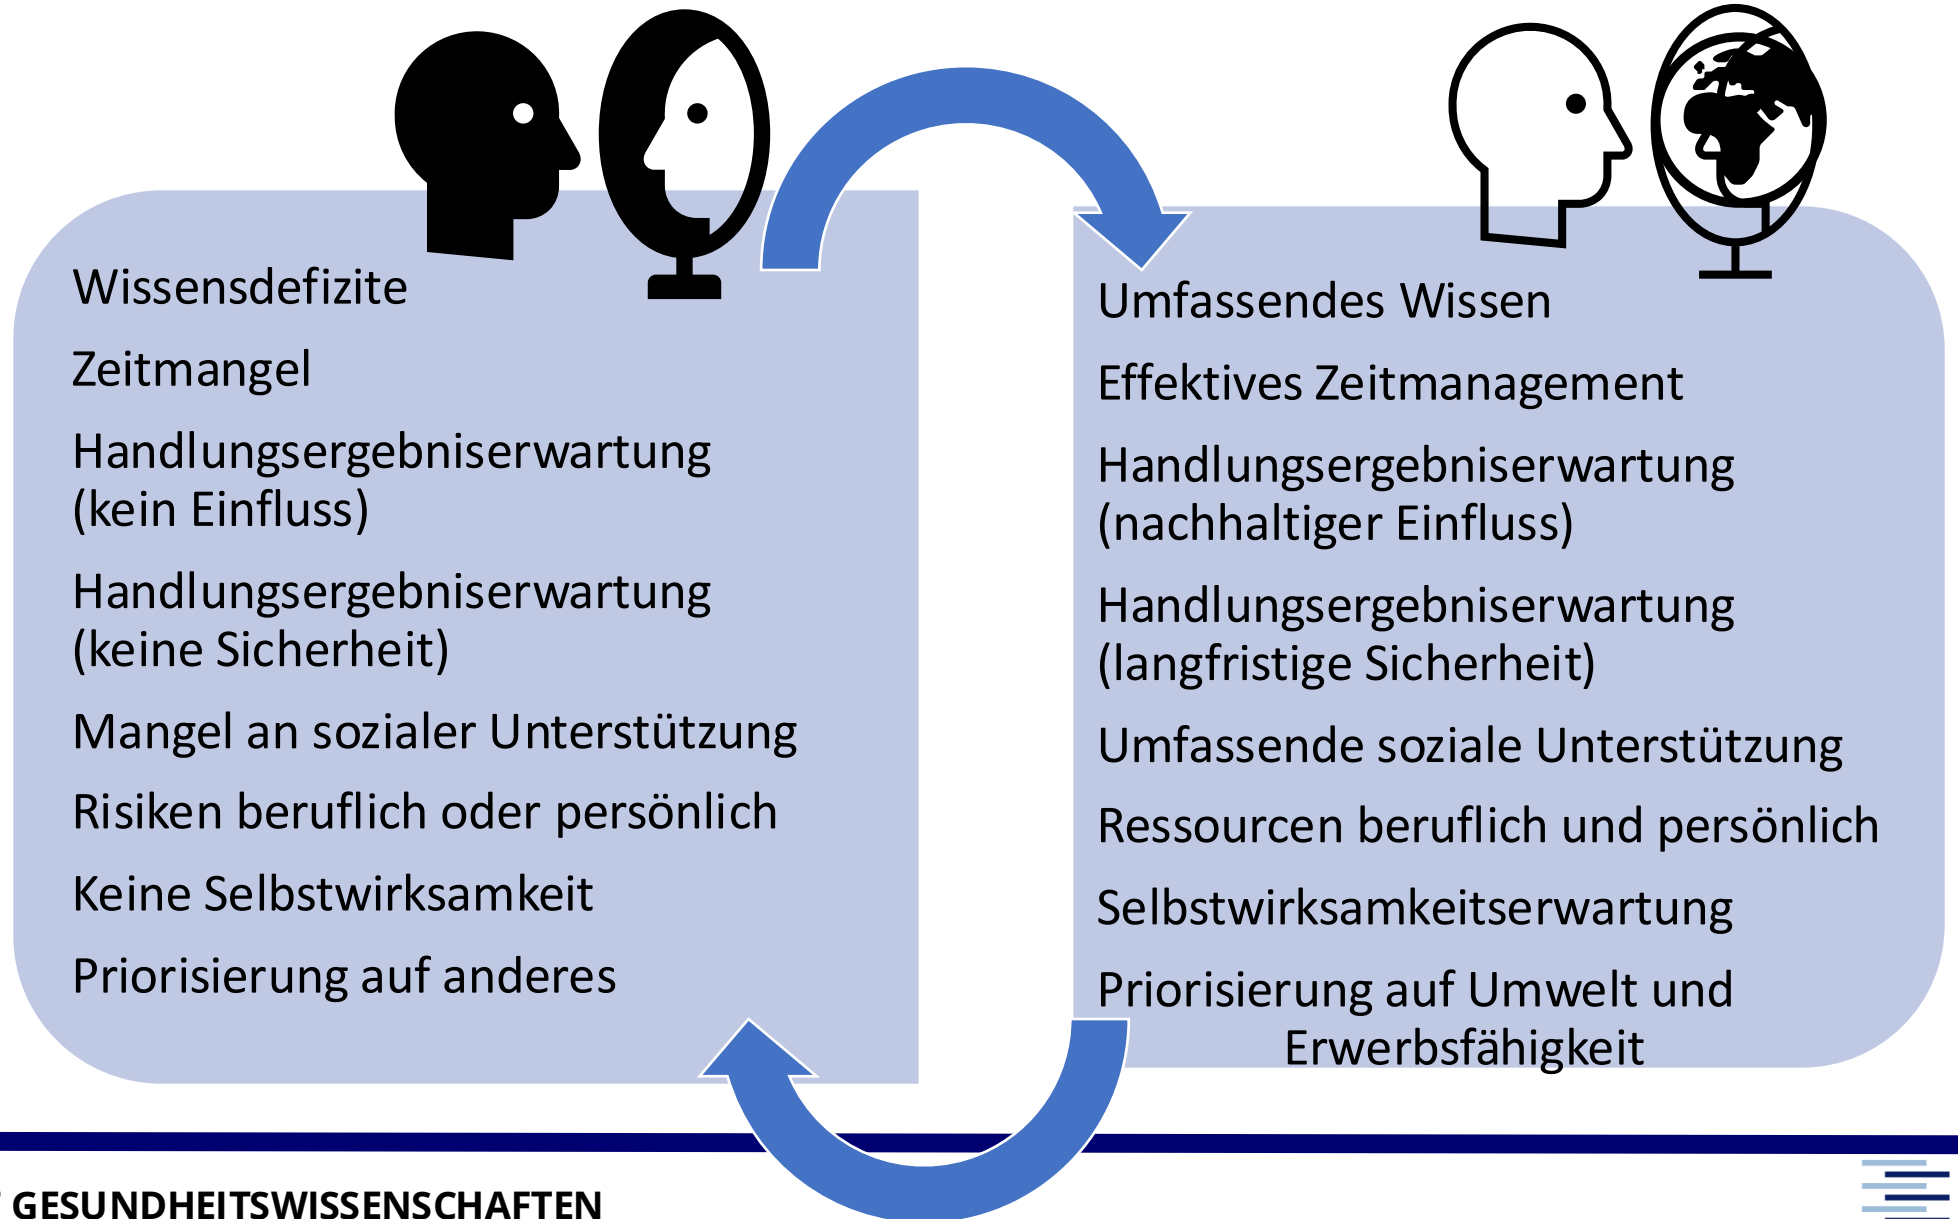 Wissensdefizite
Zeitmangel
Handlungsergebniserwartung
(kein Einfluss)
Handlungsergebniserwartung
(keine Sicherheit)
Mangel an sozialer Unterstützung
Risiken beruflich oder persönlich
Keine Selbstwirksamkeit
Priorisierung auf anderes
Umfassendes Wissen
Effektives Zeitmanagement
Handlungsergebniserwartung
(nachhaltiger Einfluss)
Handlungsergebniserwartung
(langfristige Sicherheit)
Umfassende soziale Unterstützung
Ressourcen beruflich und persönlich
Selbstwirksamkeitserwartung
Priorisierung auf Umwelt und
Erwerbsfähigkeit
GESUNDHEITSWISSENSCHAFTEN